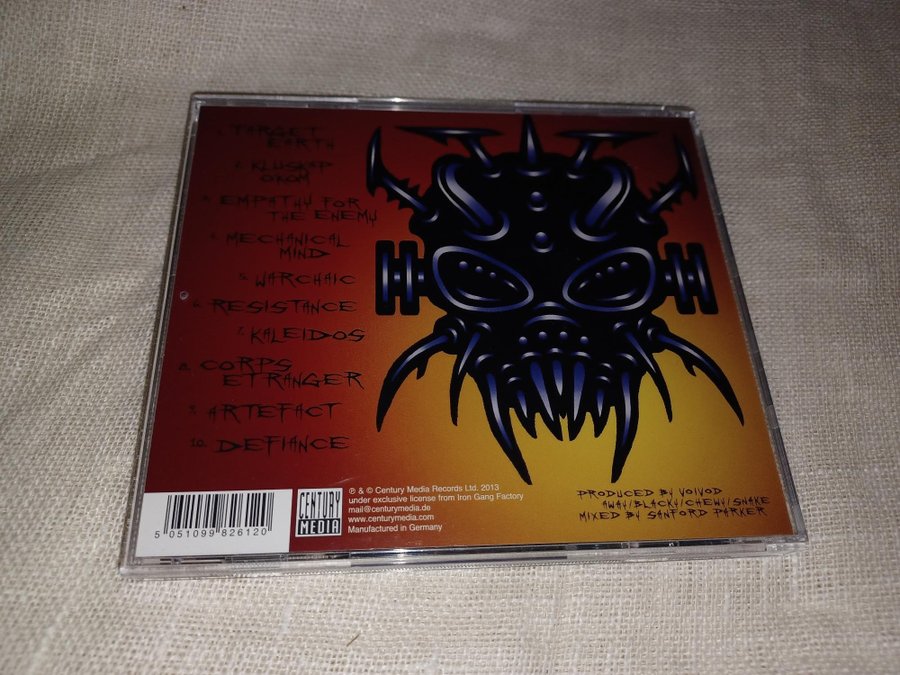 1. TARGET
EARTH
2. KLUSKAP
O'KOM
3. EMPATHY FOR
THE ENEMY
4. MECHANICAL
MIND
5. WARCHAIC
6. RESISTANCE
7. KALEIDOS
8. CORPS
ETRANGER
9. ARTEFACT
10. DEFIANCE
5 051099 826120
CENTURY
MEDIA
℗ & © Century Media Records Ltd. 2013
under exclusive license from Iron Gang Factory
mail@centurymedia.de
www.centurymedia.com
Manufactured in Germany
PRODUCED BY VOIVOD
AWAY/BLACKY/CHEWY/SNAKE
MIXED BY SANFORD PARKER